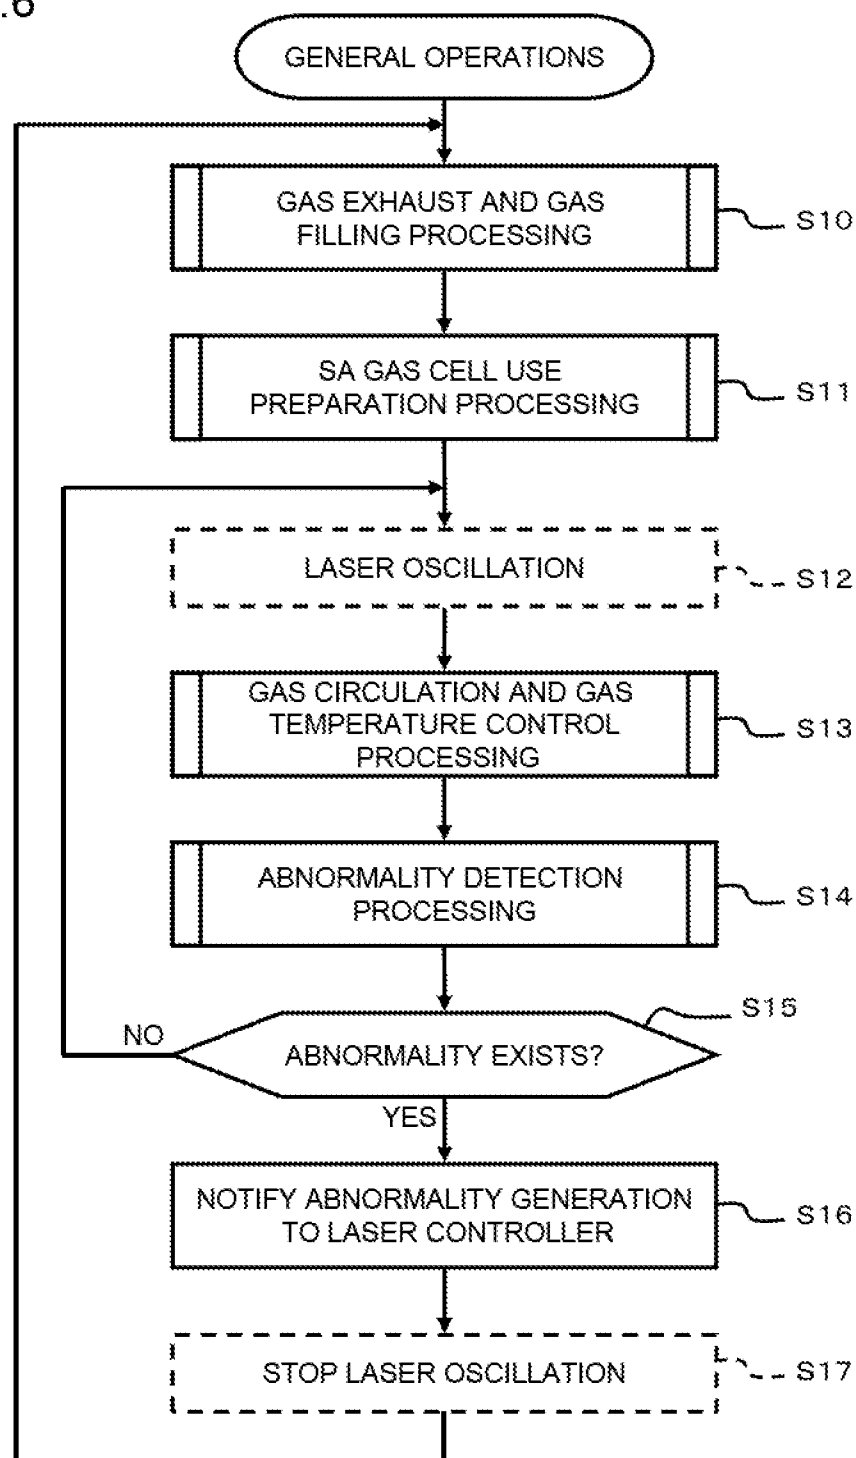 .6
GENERAL OPERATIONS
GAS EXHAUST AND GAS
FILLING PROCESSING
S10
SA GAS CELL USE
PREPARATION PROCESSING
S11
LASER OSCILLATION
S12
GAS CIRCULATION AND GAS
TEMPERATURE CONTROL
PROCESSING
S13
ABNORMALITY DETECTION
PROCESSING
S14
S15
NO
ABNORMALITY EXISTS?
YES
NOTIFY ABNORMALITY GENERATION
TO LASER CONTROLLER
S16
STOP LASER OSCILLATION
S17